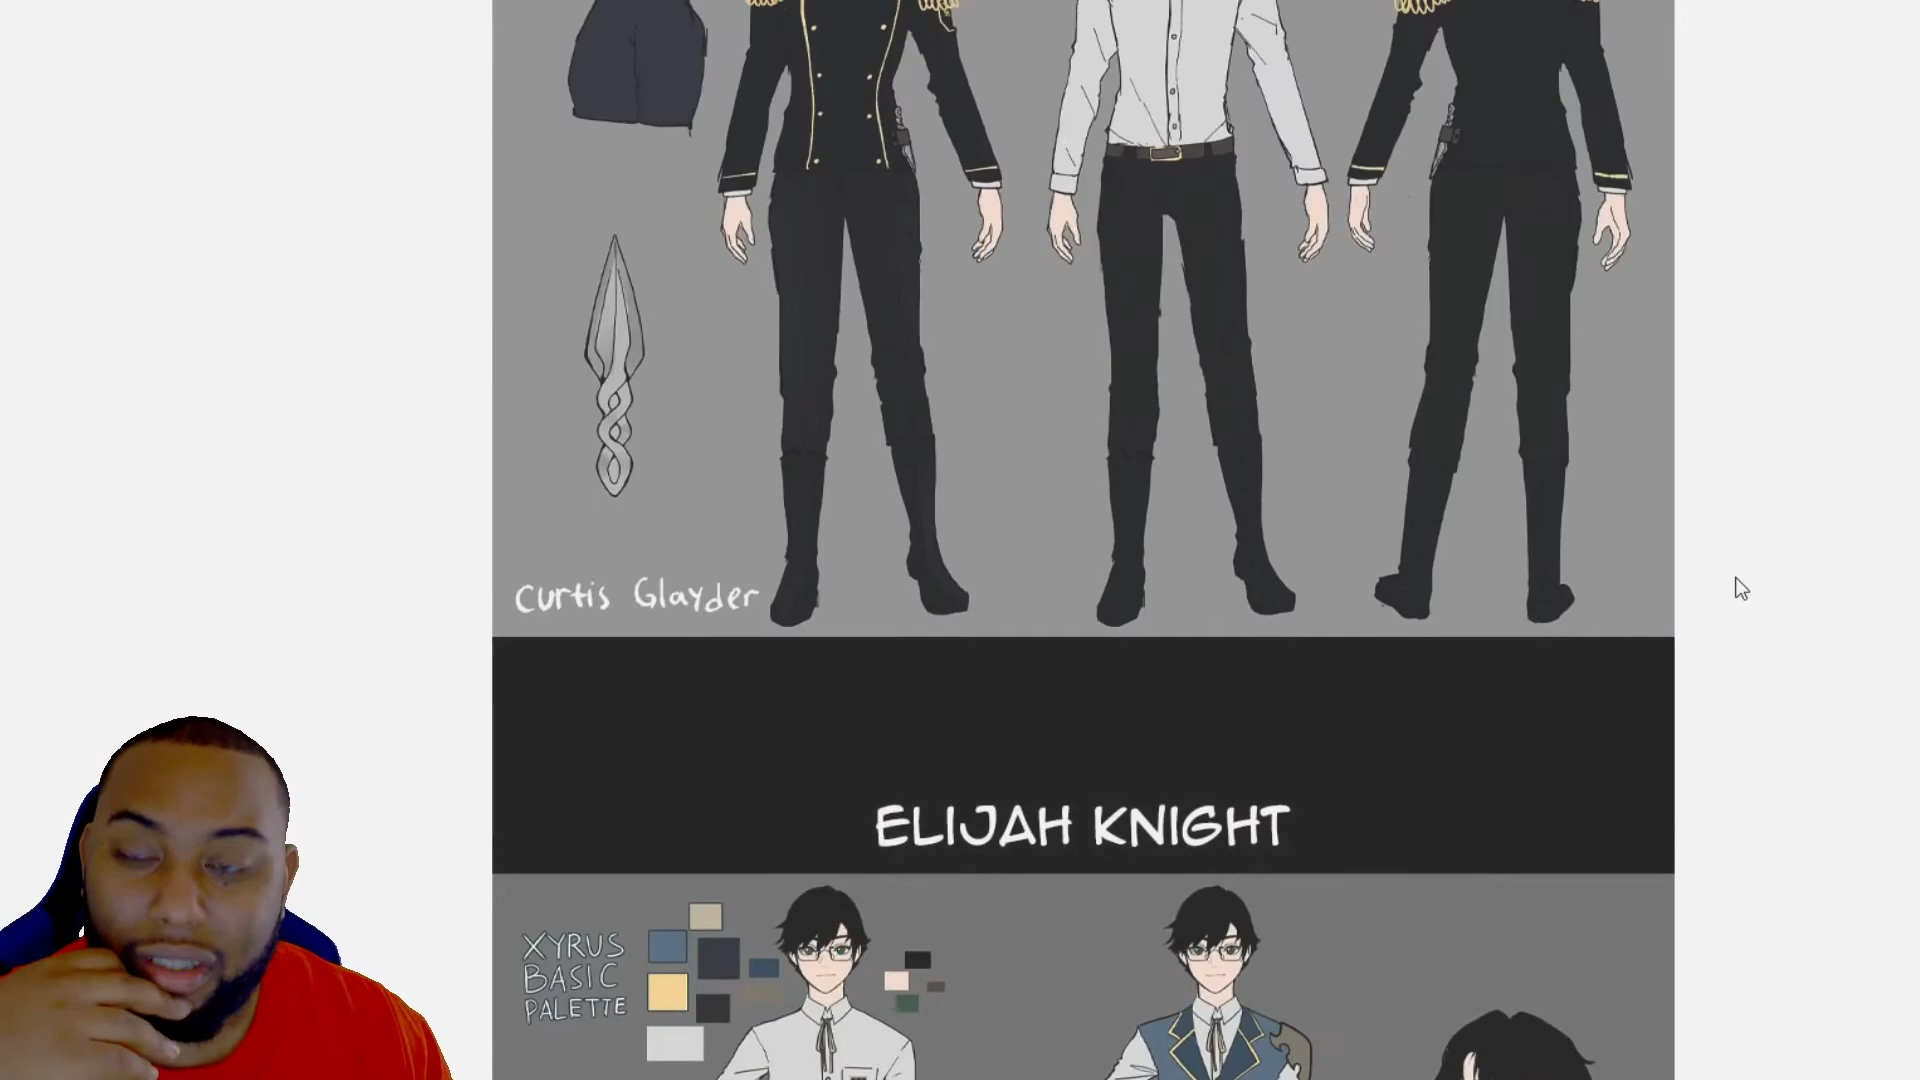 Curtis Glayder
ELIJAH KNIGHT
XYRUS
BASIC
PALETTE